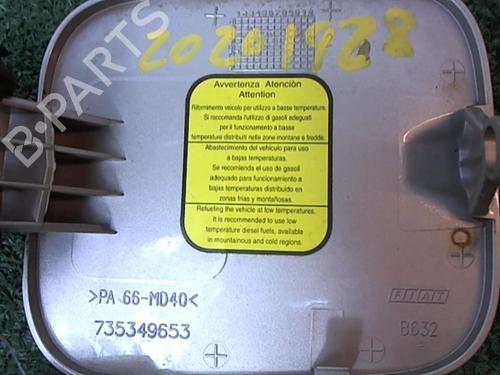 20201928
Avvertenza Atención
Attention
Rifornimento veicolo per utilizzo a basse temperature.
Si raccomanda l'utilizzo di gasoli adeguati
per il funzionamento a basse
temperature distribuiti nelle zone montane e fredde.
Abastecimiento del vehículo para uso
a bajas temperaturas.
Se recomienda el uso de gasoil
adequado para funcionamiento a
bajas temperaturas distribuido en
zonas frías y montañosas.
Refueling the vehicle at low temperatures.
It is recommended to use low
temperature diesel fuels, available
in mountainous and cold regions.
B-PARTS
>PA 66-MD40<
735349653
FIAT
B632